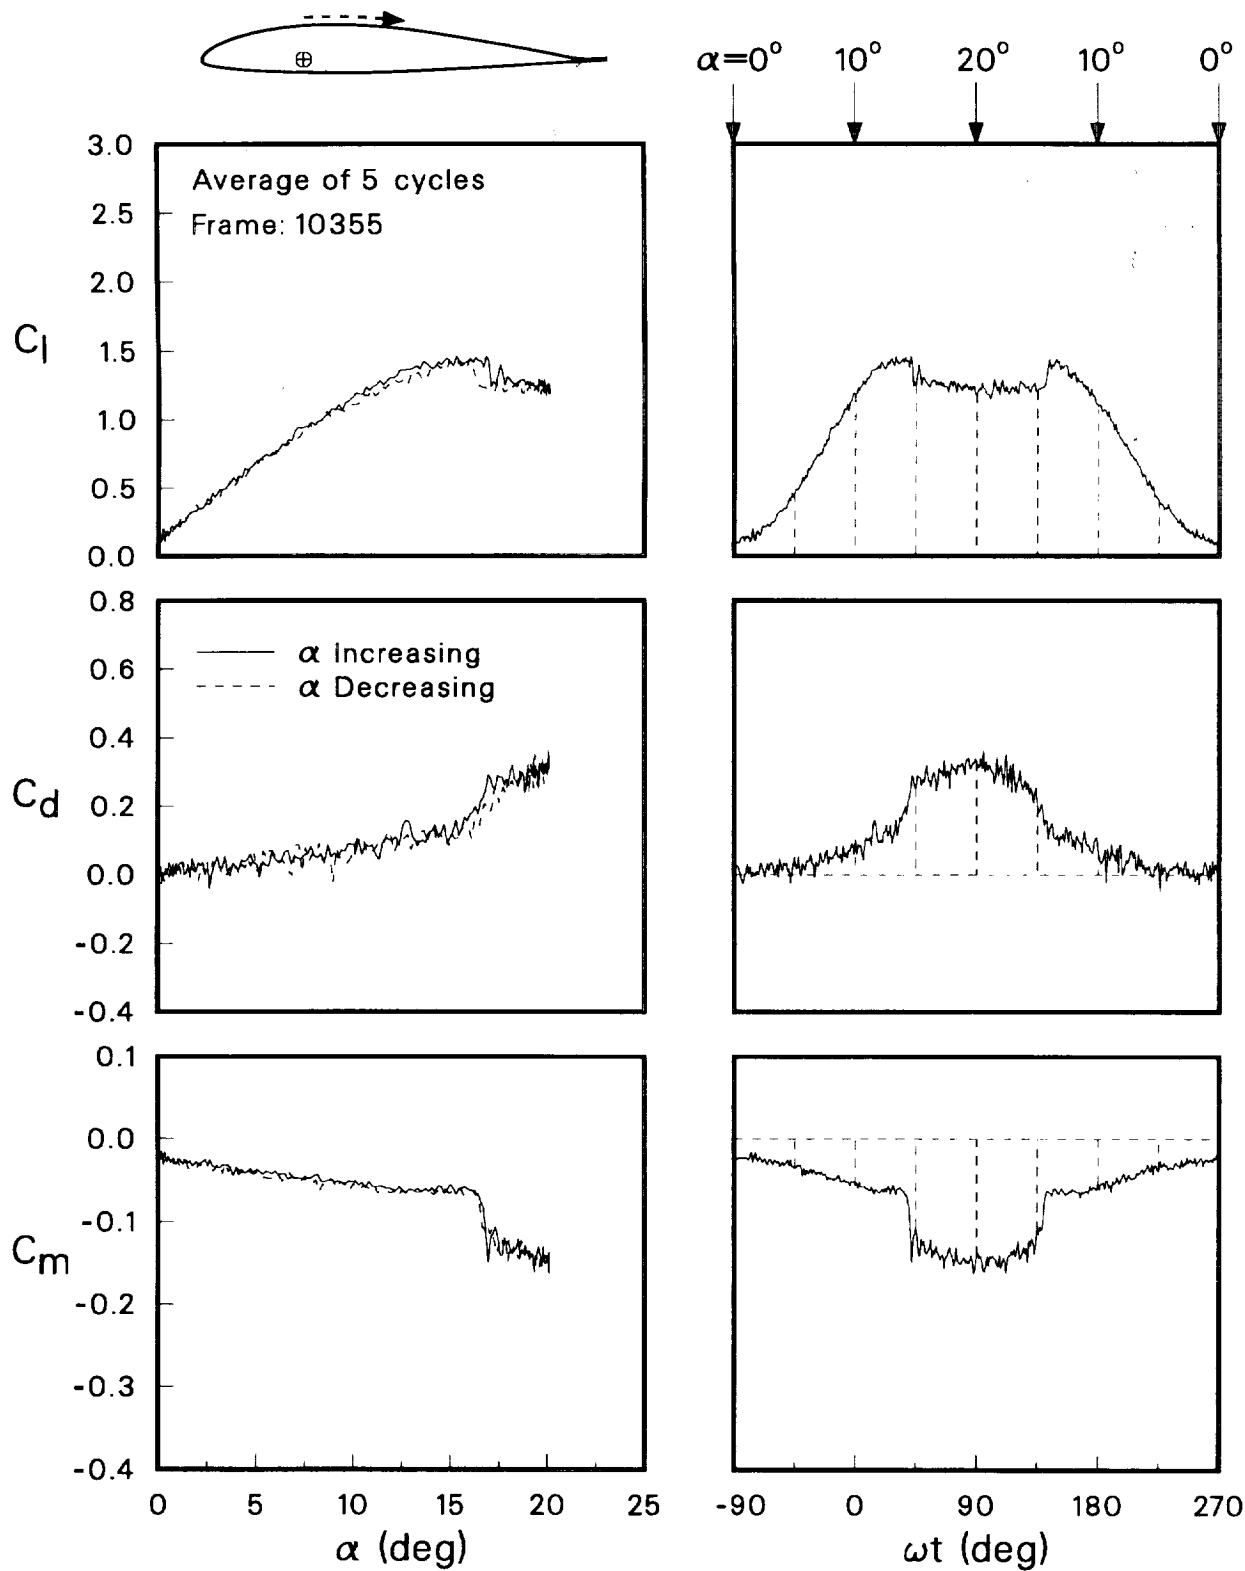 α=0° 10° 20° 10° 0°
3.0
2.5
2.0
1.5
1.0
0.5
0.0
Cl
Average of 5 cycles
Frame: 10355
0.8
0.6
0.4
0.2
0.0
-0.2
-0.4
Cd
α Increasing
α Decreasing
0.1
0.0
-0.1
-0.2
-0.3
-0.4
Cm
0 5 10 15 20 25
α (deg)
-90 0 90 180 270
ωt (deg)